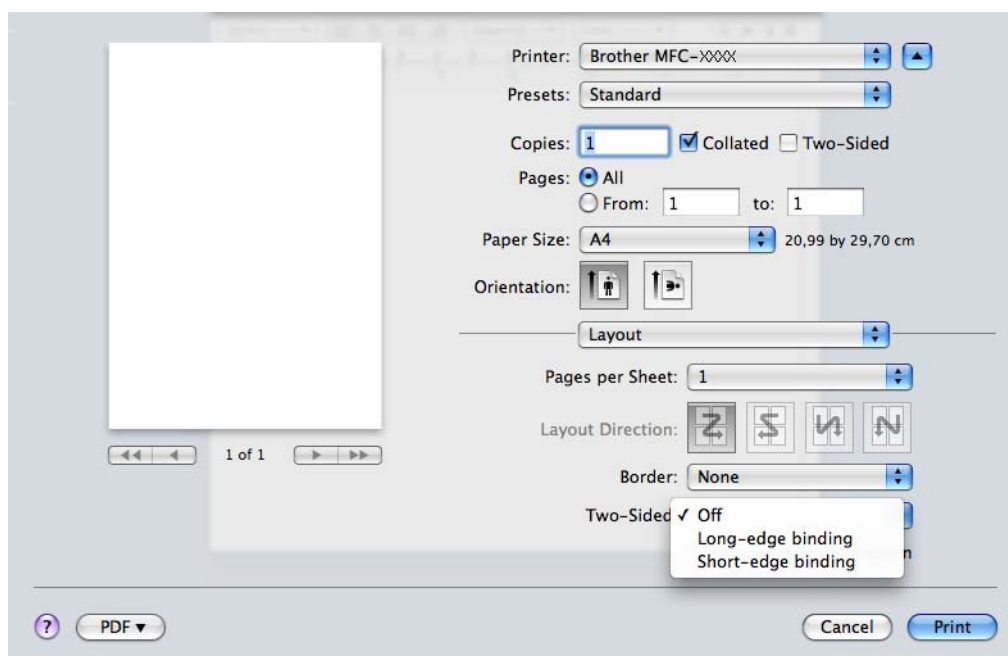 Printer: Brother MFC-XXXX
Presets: Standard
Copies: 1 Collated Two-Sided
Pages: All
From: 1 to: 1
Paper Size: A4 20,99 by 29,70 cm
Orientation:
Layout
Pages per Sheet: 1
Layout Direction:
1 of 1
Border: None
Two-Sided ✓ Off
Long-edge binding
Short-edge binding
? PDF ▼ Cancel Print